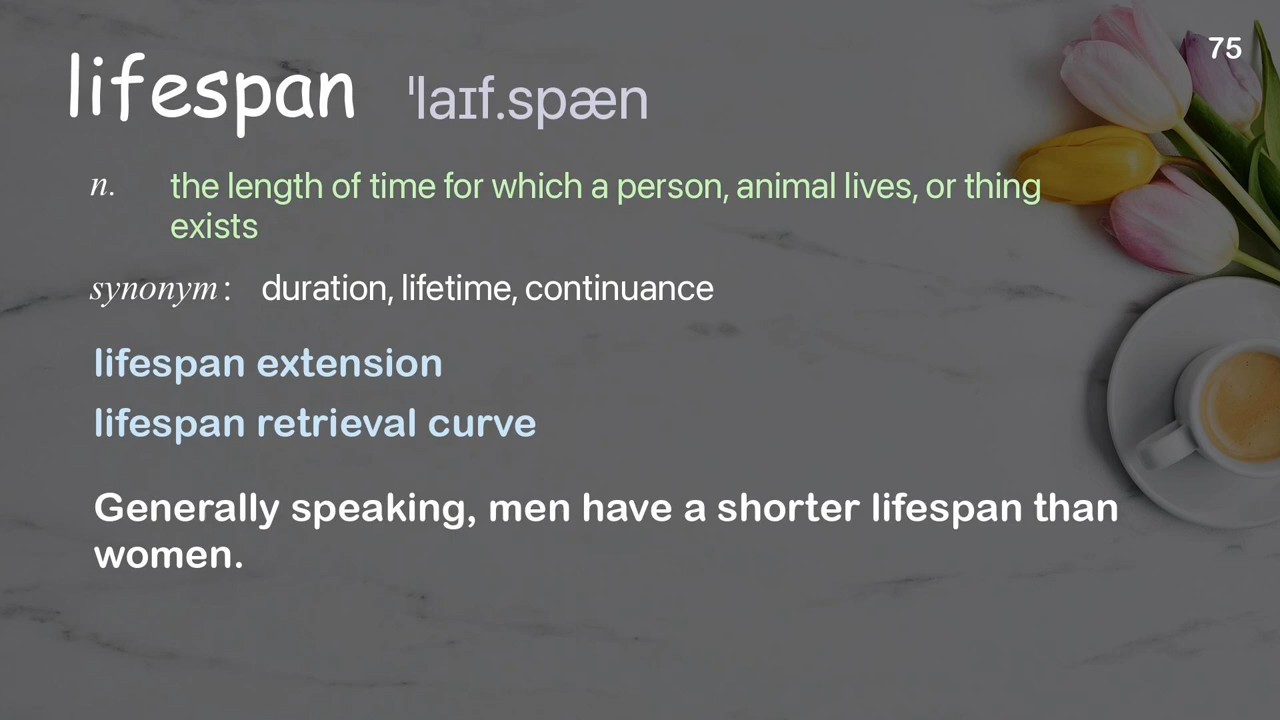 75
lifespan ˈlaɪf.spæn
n. the length of time for which a person, animal lives, or thing
exists
synonym: duration, lifetime, continuance
lifespan extension
lifespan retrieval curve
Generally speaking, men have a shorter lifespan than
women.